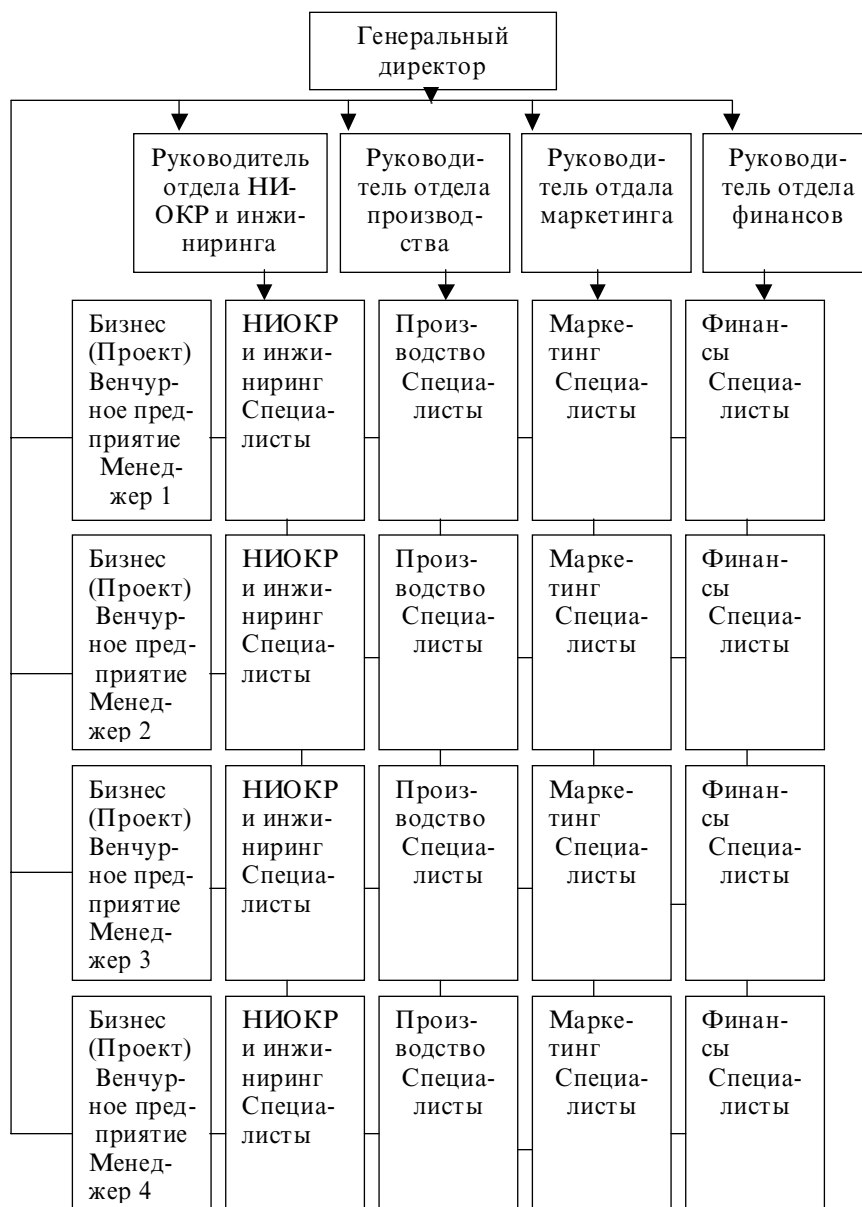 Генеральный
директор
Руководитель
отдела НИ-
ОКР и инжи-
ниринга
Руководи-
тель отдела
производ-
ства
Руководи-
тель отдала
маркетинга
Руководи-
тель отдела
финансов
Бизнес
(Проект)
Венчур-
ное пред-
приятие
Менед-
жер 1
НИОКР
и инжи-
ниринг
Специа-
листы
Произ-
водство
Специа-
листы
Марке-
тинг
Специа-
листы
Финан-
сы
Специа-
листы
Бизнес
(Проект)
Венчур-
ное пред-
приятие
Менед-
жер 2
НИОКР
и инжи-
ниринг
Специа-
листы
Произ-
водство
Специа-
листы
Марке-
тинг
Специа-
листы
Финан-
сы
Специа-
листы
Бизнес
(Проект)
Венчур-
ное пред-
приятие
Менед-
жер 3
НИОКР
и инжи-
ниринг
Специа-
листы
Произ-
водство
Специа-
листы
Марке-
тинг
Специа-
листы
Финан-
сы
Специа-
листы
Бизнес
(Проект)
Венчур-
ное пред-
приятие
Менед-
жер 4
НИОКР
и инжи-
ниринг
Специа-
листы
Произ-
водство
Специа-
листы
Марке-
тинг
Специа-
листы
Финан-
сы
Специа-
листы